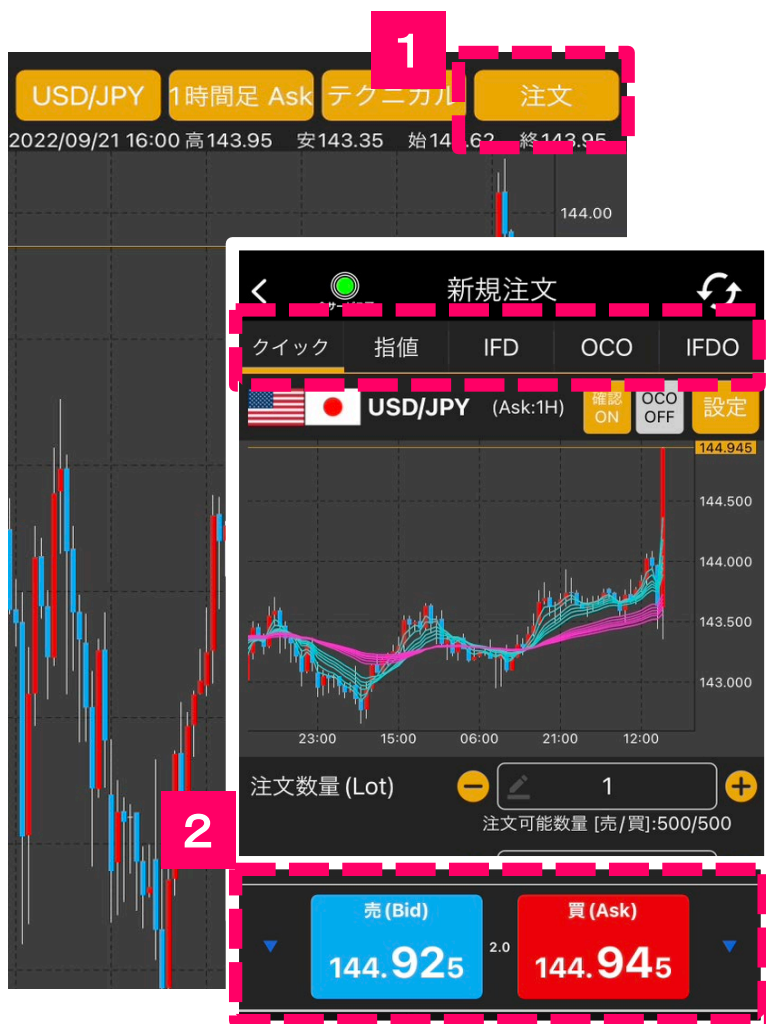 1
USD/JPY 1時間足 Ask テクニカル 注文
2022/09/21 16:00 高143.95 安143.35 始14 .62 終143.95
144.00
新規注文
クイック 指値 IFD OCO IFDO
USD/JPY (Ask:1H) 確認 ON OCO OFF 設定
144.945
144.500
144.000
143.500
143.000
23:00 15:00 06:00 21:00 12:00
注文数量(Lot) 1
注文可能数量 [売/買]:500/500
2
売(Bid) 買(Ask)
144.925 2.0 144.945